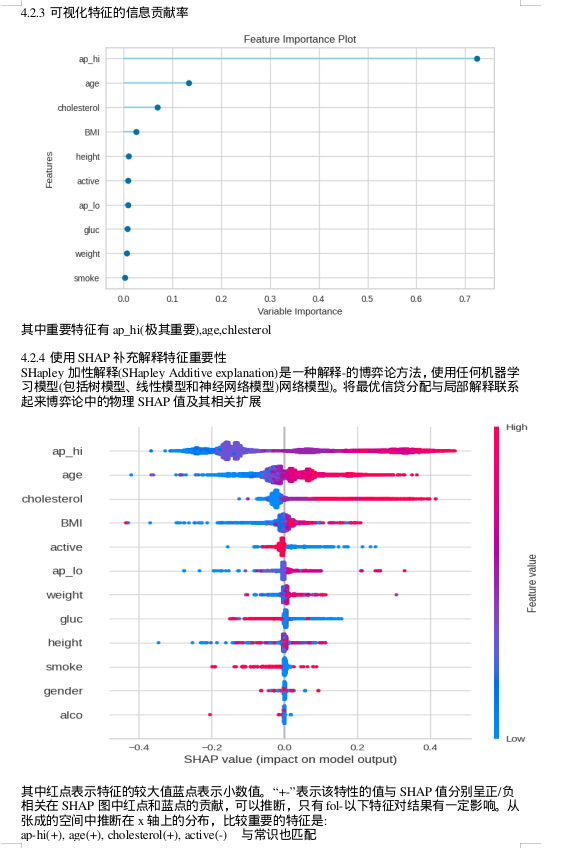 4.2.3 可视化特征的信息贡献率
Feature Importance Plot
ap_hi
age
cholesterol
BMI
height
active
ap_lo
gluc
weight
smoke
Features
0.0 0.1 0.2 0.3 0.4 0.5 0.6 0.7
Variable Importance
其中重要特征有 ap_hi(极其重要),age,chlesterol
4.2.4 使用 SHAP 补充解释特征重要性
SHapley 加性解释(SHapley Additive explanation)是一种解释-的博弈论方法，使任何机器学
习模型(包括树模型、线性模型和神经网络模型)网络模型)。将最优信贷分配与局部解释联系
起来博弈论中的物理 SHAP 值及其相关扩展
High
ap_hi
age
cholesterol
BMI
active
ap_lo
weight
gluc
height
smoke
gender
alco
Feature value
Low
−0.4 −0.2 0.0 0.2 0.4
SHAP value (impact on model output)
其中红点表示特征的较大值蓝点表示小数值。“+-”表示该特性的值与 SHAP 值分别呈正/负
相关在 SHAP 图中红点和蓝点的贡献，可以推断，只有 fol-以下特征对结果有一定影响。从
张成的空间中推断在 x 轴上的分布，比较重要的特征是:
ap-hi(+), age(+), cholesterol(+), active(-) 与常识也匹配